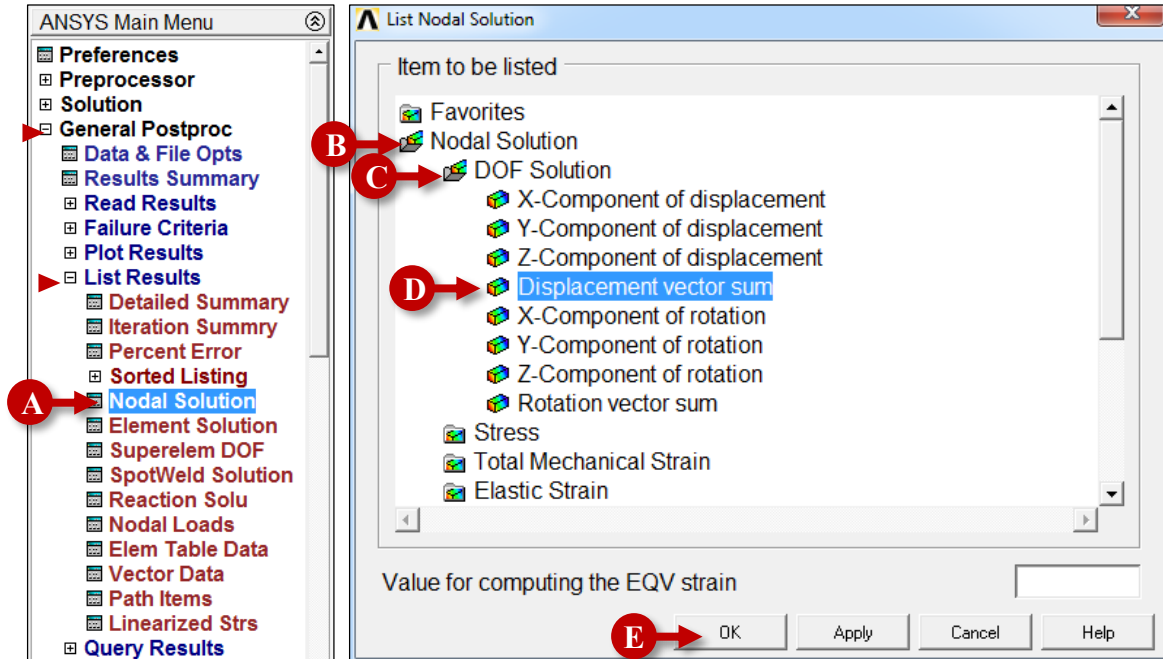 ANSYS Main Menu
Preferences
Preprocessor
Solution
General Postproc
Data & File Opts
Results Summary
Read Results
Failure Criteria
Plot Results
List Results
Detailed Summary
Iteration Summry
Percent Error
Sorted Listing
A
Nodal Solution
Element Solution
Superelem DOF
SpotWeld Solution
Reaction Solu
Nodal Loads
Elem Table Data
Vector Data
Path Items
Linearized Strs
Query Results
List Nodal Solution
X
Item to be listed
Favorites
B
Nodal Solution
C
DOF Solution
X-Component of displacement
Y-Component of displacement
Z-Component of displacement
D
Displacement vector sum
X-Component of rotation
Y-Component of rotation
Z-Component of rotation
Rotation vector sum
Stress
Total Mechanical Strain
Elastic Strain
Value for computing the EQV strain
E
OK Apply Cancel Help